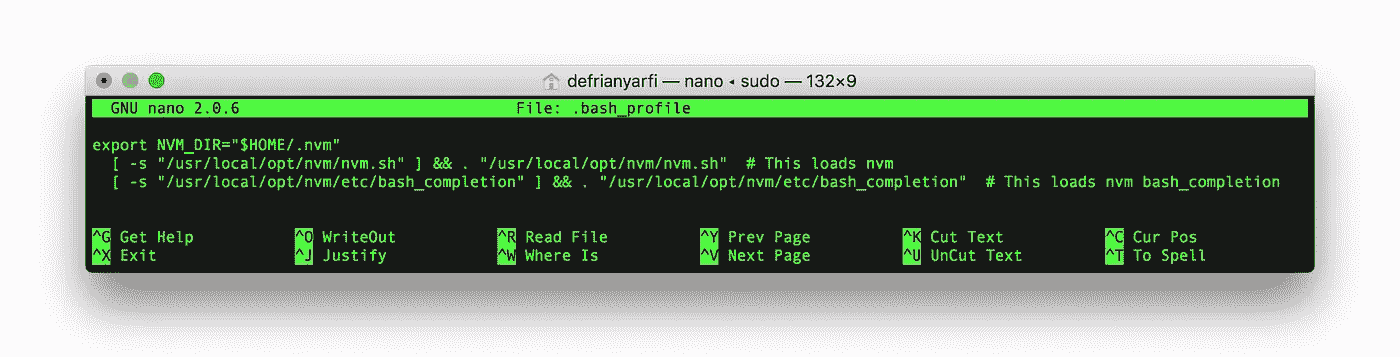 defrianyarfi — nano ◂ sudo — 132×9
GNU nano 2.0.6 File: .bash_profile
export NVM_DIR="$HOME/.nvm"
[ -s "/usr/local/opt/nvm/nvm.sh" ] && . "/usr/local/opt/nvm/nvm.sh"  # This loads nvm
[ -s "/usr/local/opt/nvm/etc/bash_completion" ] && . "/usr/local/opt/nvm/etc/bash_completion"  # This loads nvm bash_completion
^G Get Help ^O WriteOut ^R Read File ^Y Prev Page ^K Cut Text ^C Cur Pos
^X Exit ^J Justify ^W Where Is ^V Next Page ^U UnCut Text ^T To Spell